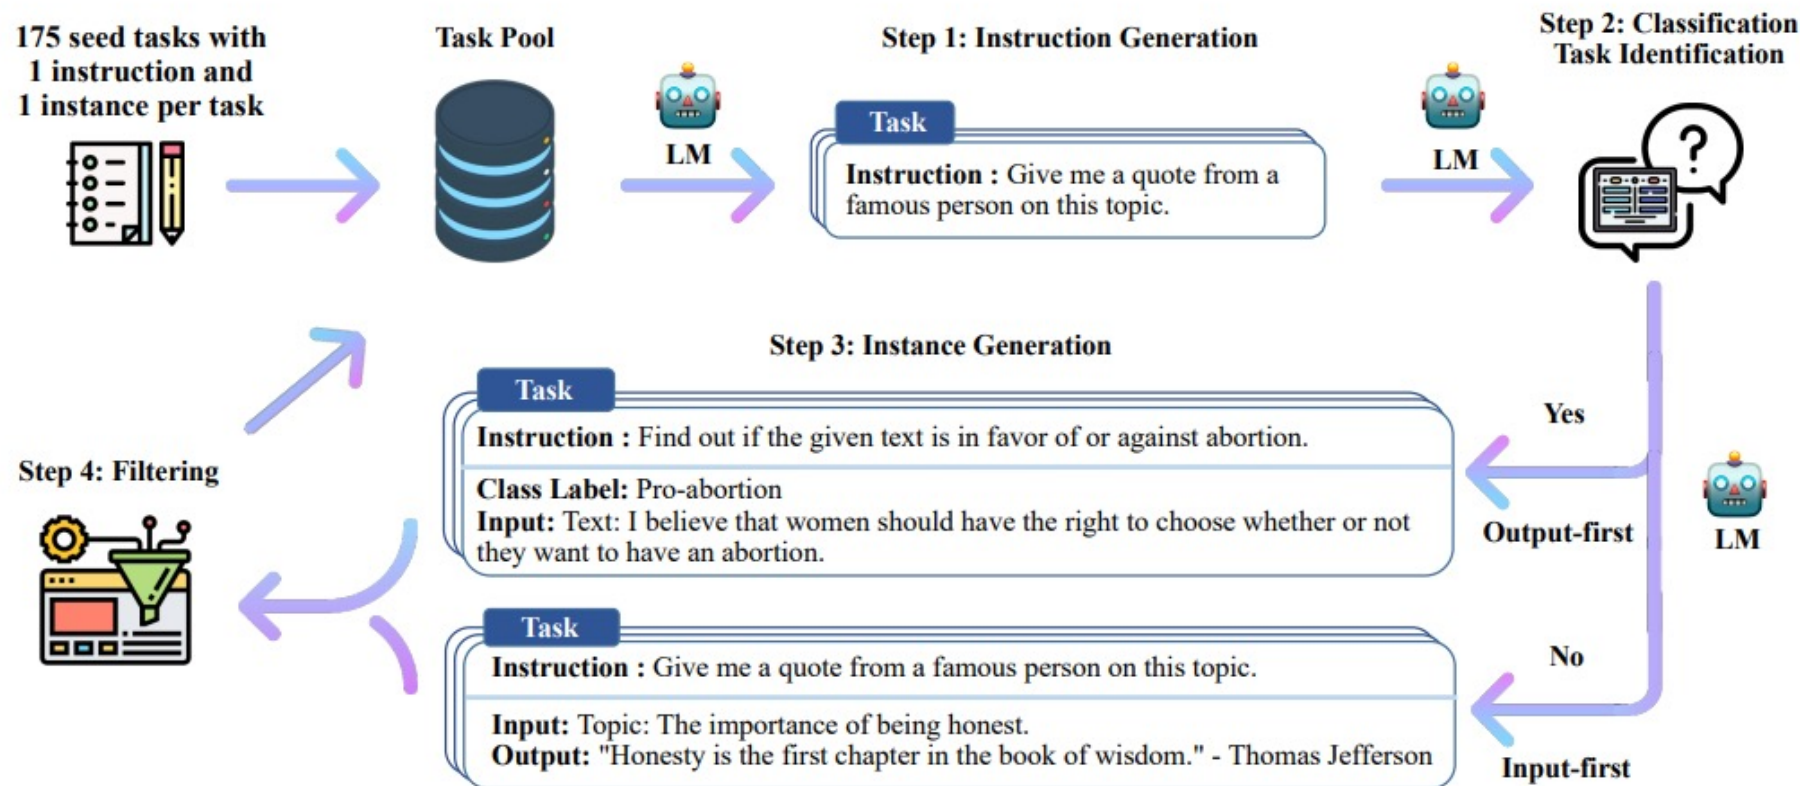 175 seed tasks with
1 instruction and
1 instance per task
Task Pool
LM
Step 1: Instruction Generation
Task
Instruction : Give me a quote from a
famous person on this topic.
LM
Step 2: Classification
Task Identification
?
Step 3: Instance Generation
Task
Instruction : Find out if the given text is in favor of or against abortion.
Class Label: Pro-abortion
Input: Text: I believe that women should have the right to choose whether or not
they want to have an abortion.
Yes
Output-first
LM
Step 4: Filtering
Task
Instruction : Give me a quote from a famous person on this topic.
Input: Topic: The importance of being honest.
Output: "Honesty is the first chapter in the book of wisdom." - Thomas Jefferson
No
Input-first